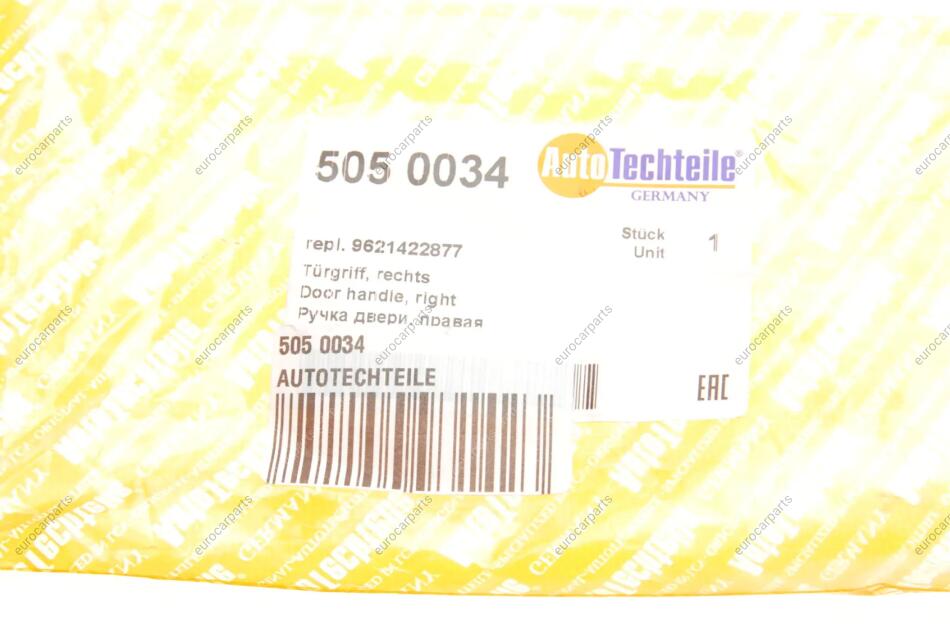 505 0034
AutoTechteile®
GERMANY
repl. 9621422877
Stück 1
Unit
Türgriff, rechts
Door handle, right
Ручка двери, правая
505 0034
AUTOTECHTEILE
EAC
eurocarparts